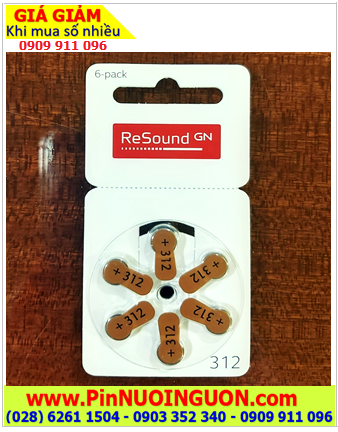 GIÁ GIẢM
Khi mua số nhiều
0909 911 096
6-pack
ReSound GN
+ 312
+ 312
+ 312
+ 312
+ 312
+ 312
312
www.PinNUOINGUON.com
(028) 6261 1504 - 0903 352 340 - 0909 911 096